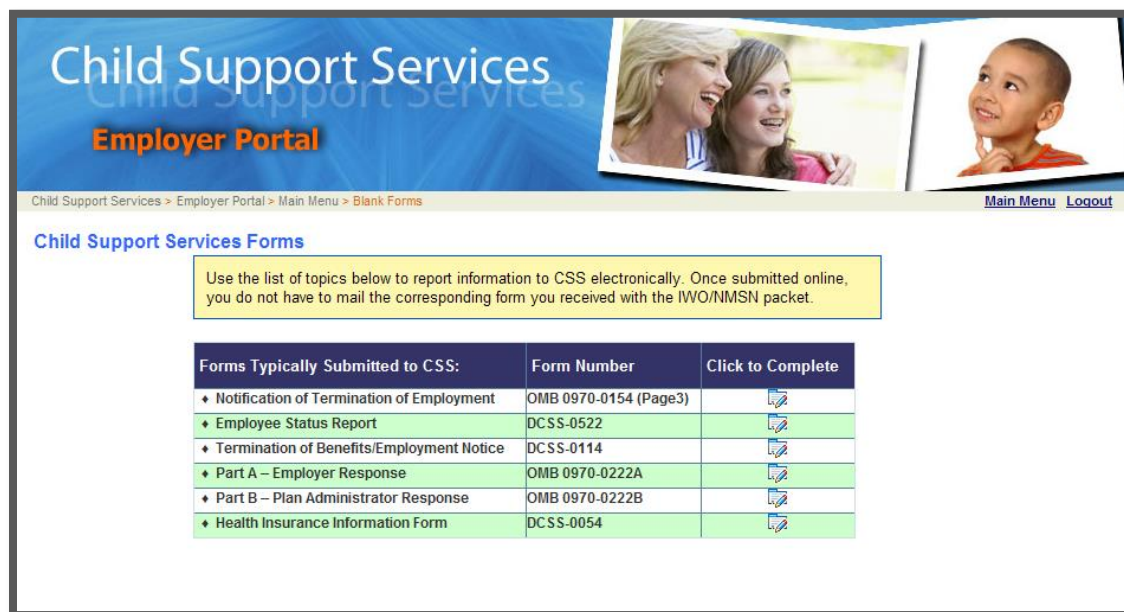 Child Support Services
Employer Portal
Child Support Services > Employer Portal > Main Menu > Blank Forms
Main Menu Logout
Child Support Services Forms
Use the list of topics below to report information to CSS electronically. Once submitted online,
you do not have to mail the corresponding form you received with the IWO/NMSN packet.
Forms Typically Submitted to CSS: Form Number Click to Complete
♦ Notification of Termination of Employment OMB 0970-0154 (Page3)
♦ Employee Status Report DCSS-0522
♦ Termination of Benefits/Employment Notice DCSS-0114
♦ Part A – Employer Response OMB 0970-0222A
♦ Part B – Plan Administrator Response OMB 0970-0222B
♦ Health Insurance Information Form DCSS-0054